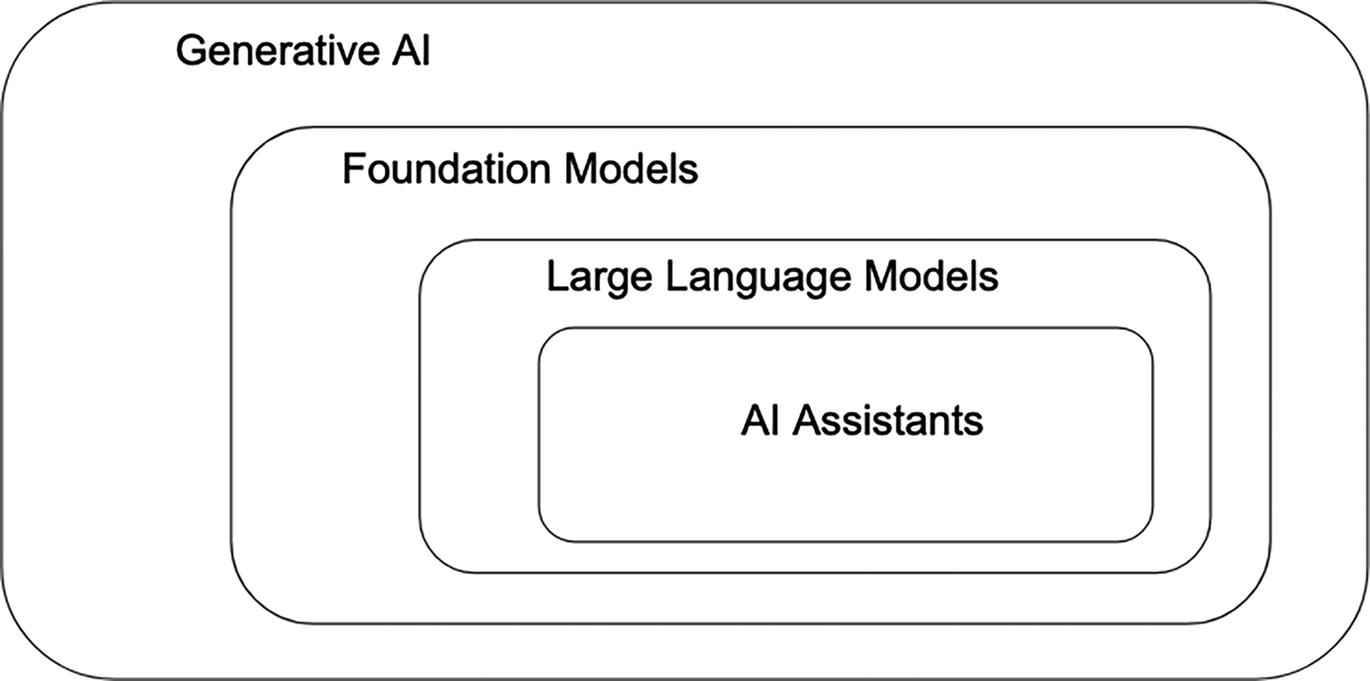 Generative AI
Foundation Models
Large Language Models
AI Assistants